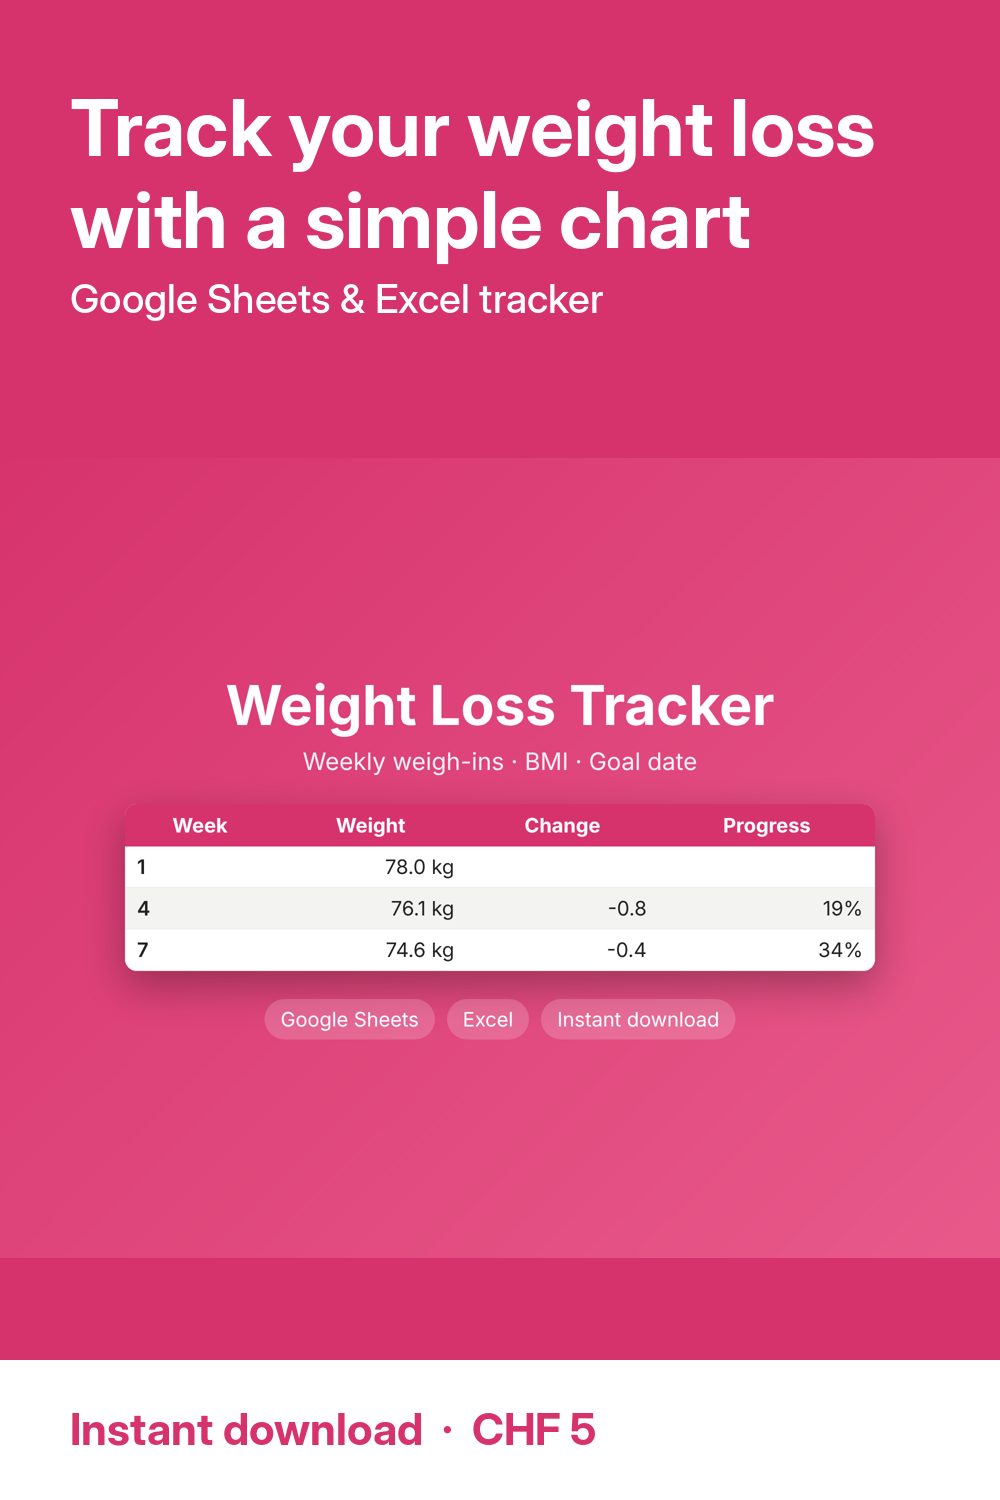 Track your weight loss
with a simple chart
Google Sheets & Excel tracker
Weight Loss Tracker
Weekly weigh-ins · BMI · Goal date
Week Weight Change Progress
1 78.0 kg
4 76.1 kg -0.8 19%
7 74.6 kg -0.4 34%
Google Sheets Excel Instant download
Instant download · CHF 5